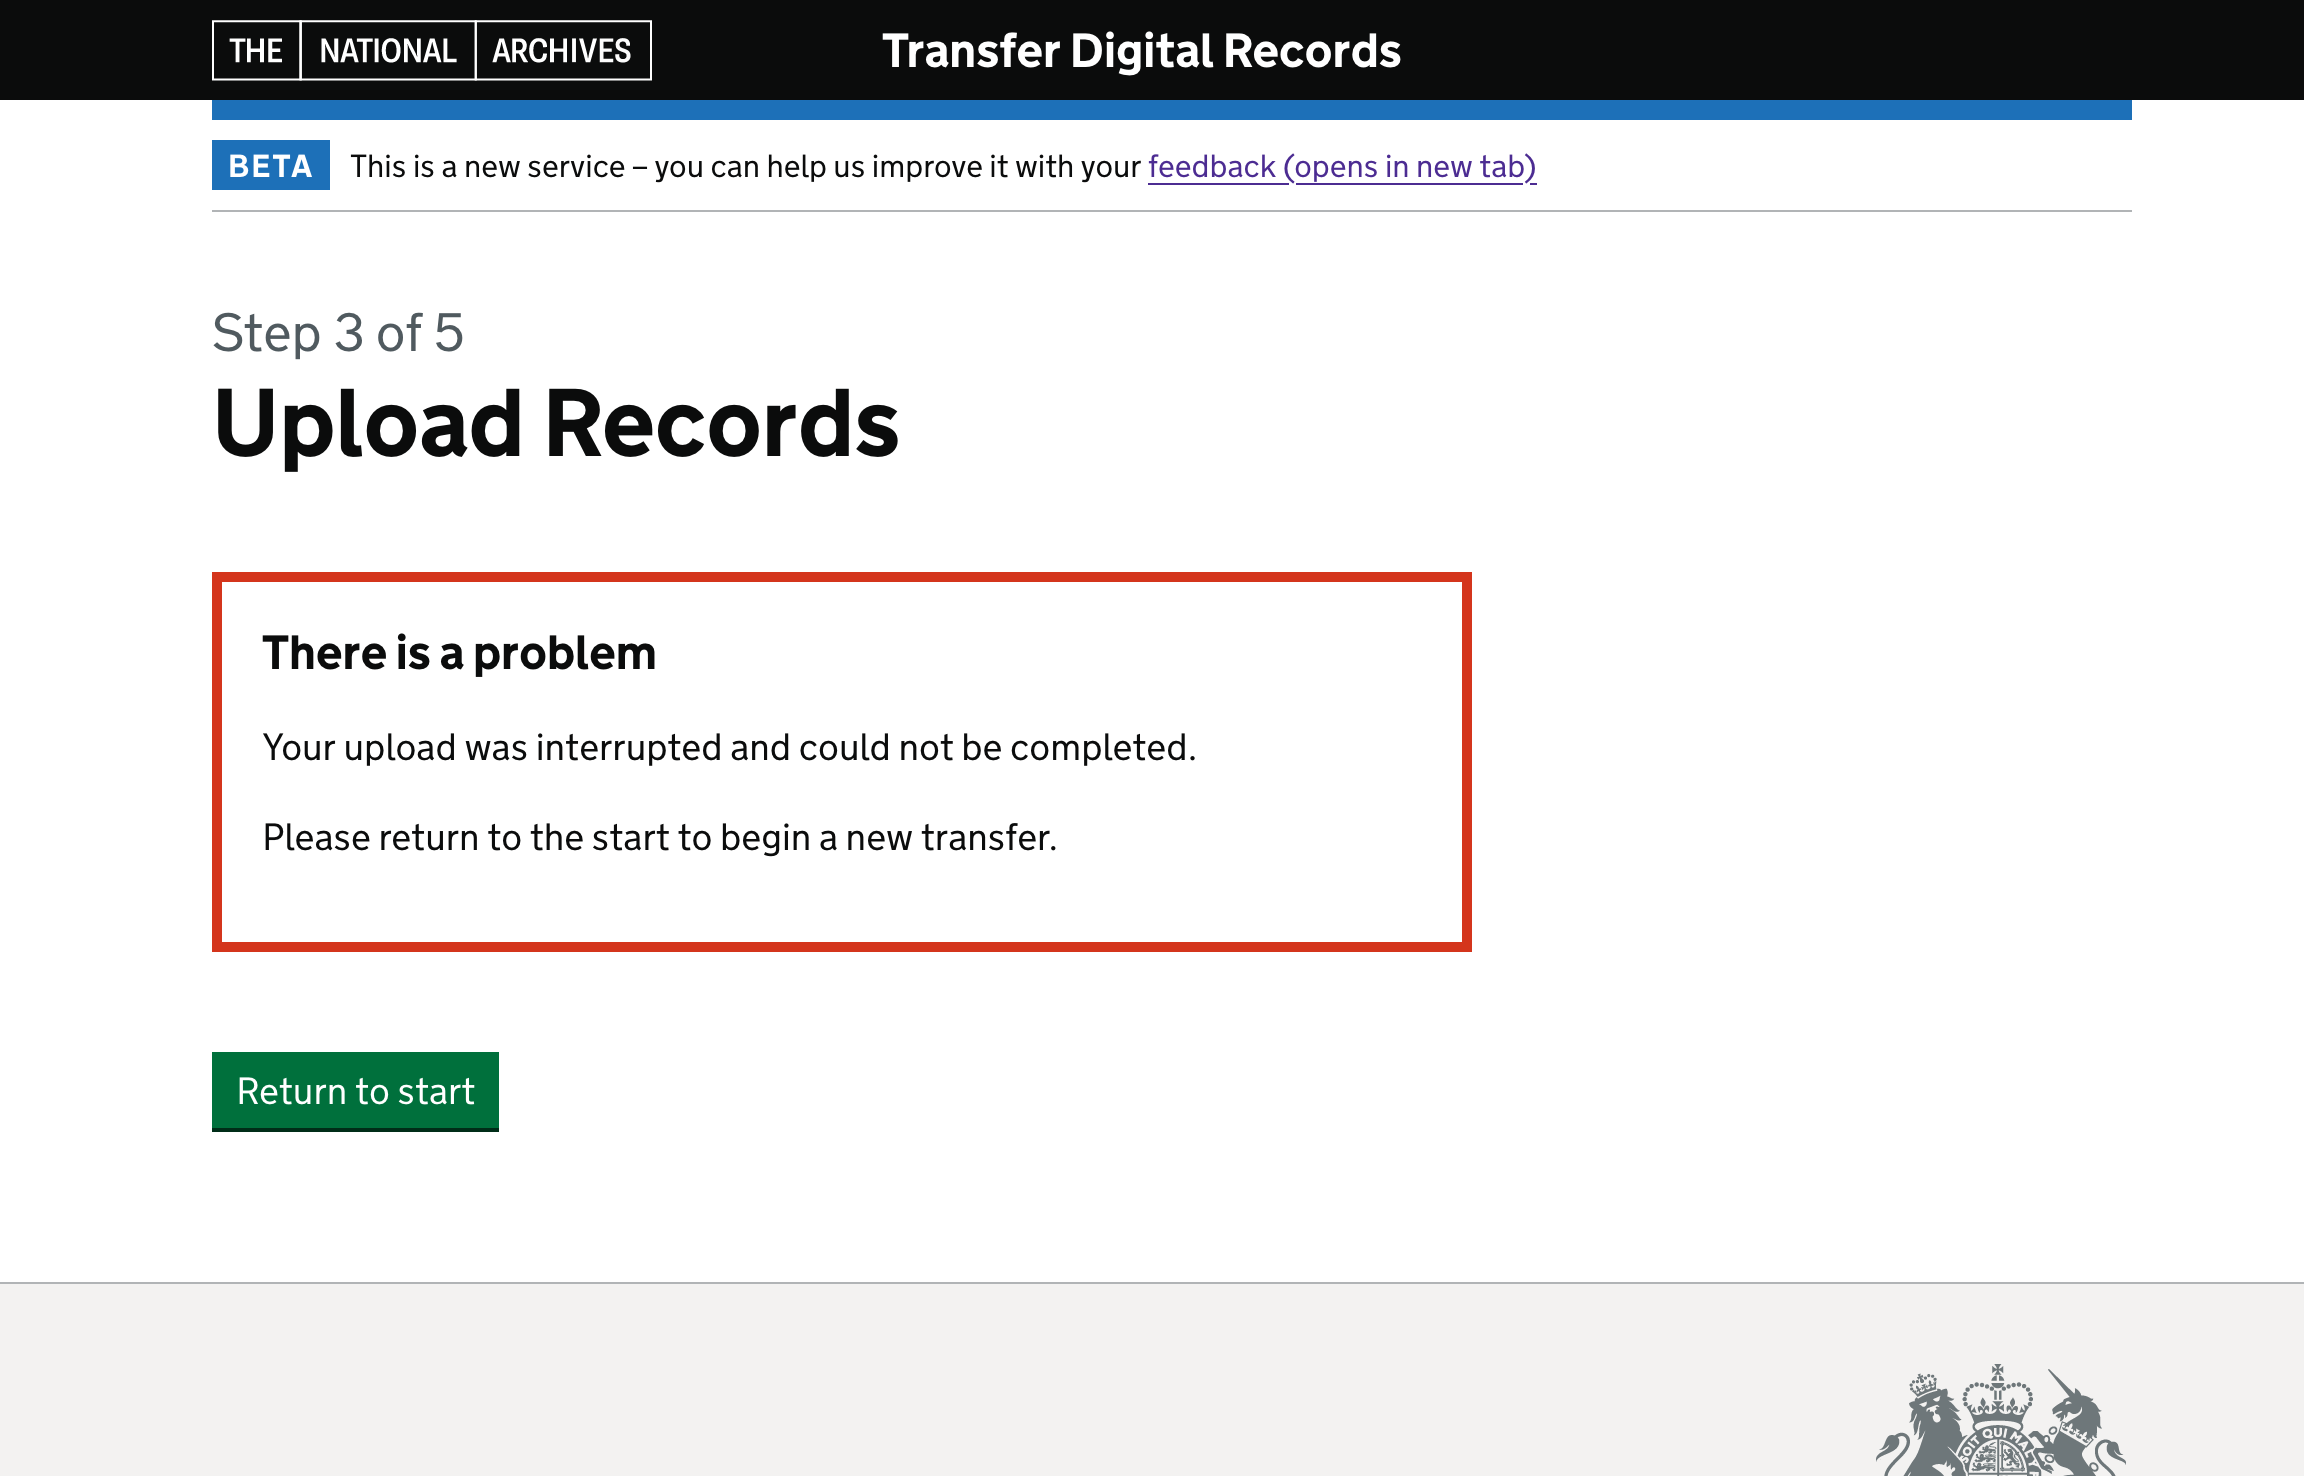 THE NATIONAL ARCHIVES
Transfer Digital Records
BETA This is a new service – you can help us improve it with your feedback (opens in new tab)
Step 3 of 5
Upload Records
There is a problem
Your upload was interrupted and could not be completed.
Please return to the start to begin a new transfer.
Return to start
QUI